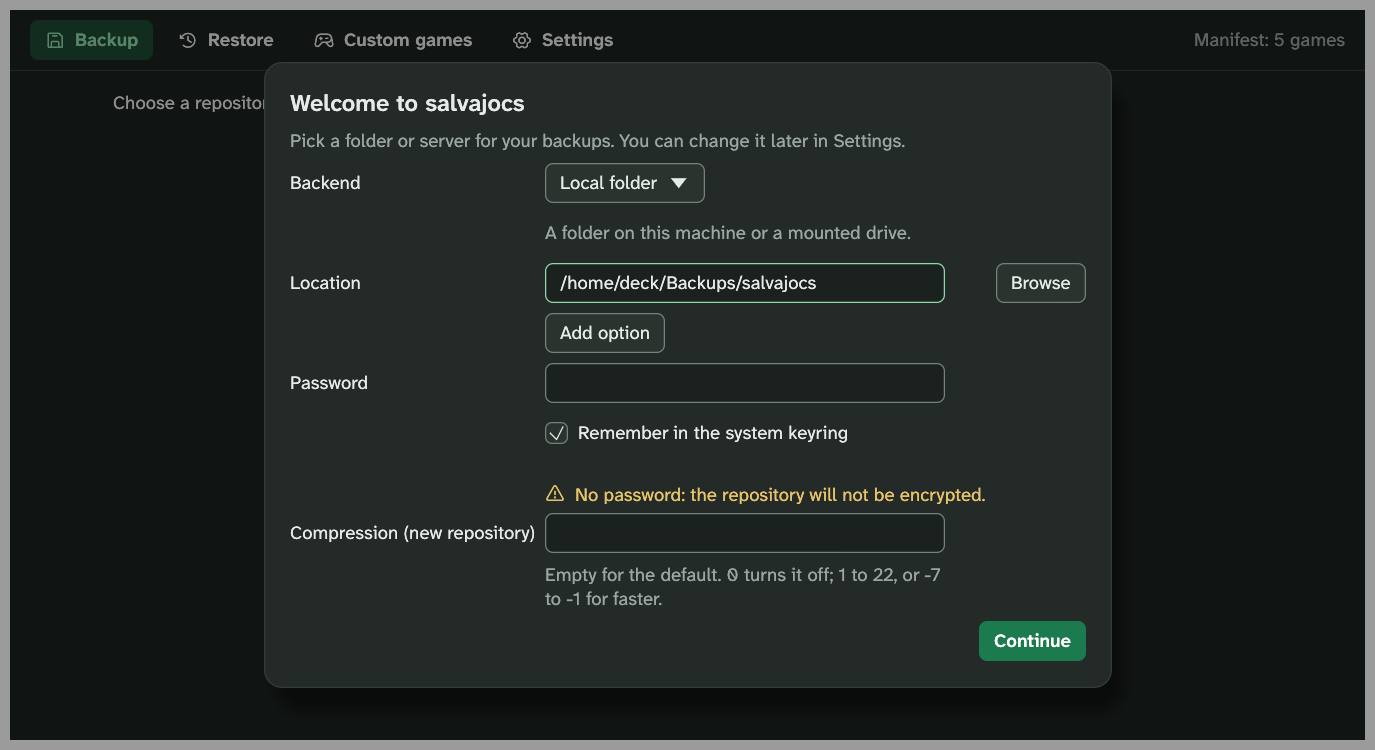 Backup
Restore
Custom games
Settings
Manifest: 5 games
Choose a reposito
Welcome to salvajocs
Pick a folder or server for your backups. You can change it later in Settings.
Backend
Local folder
A folder on this machine or a mounted drive.
Location
/home/deck/Backups/salvajocs
Browse
Add option
Password
Remember in the system keyring
No password: the repository will not be encrypted.
Compression (new repository)
Empty for the default. 0 turns it off; 1 to 22, or -7
to -1 for faster.
Continue